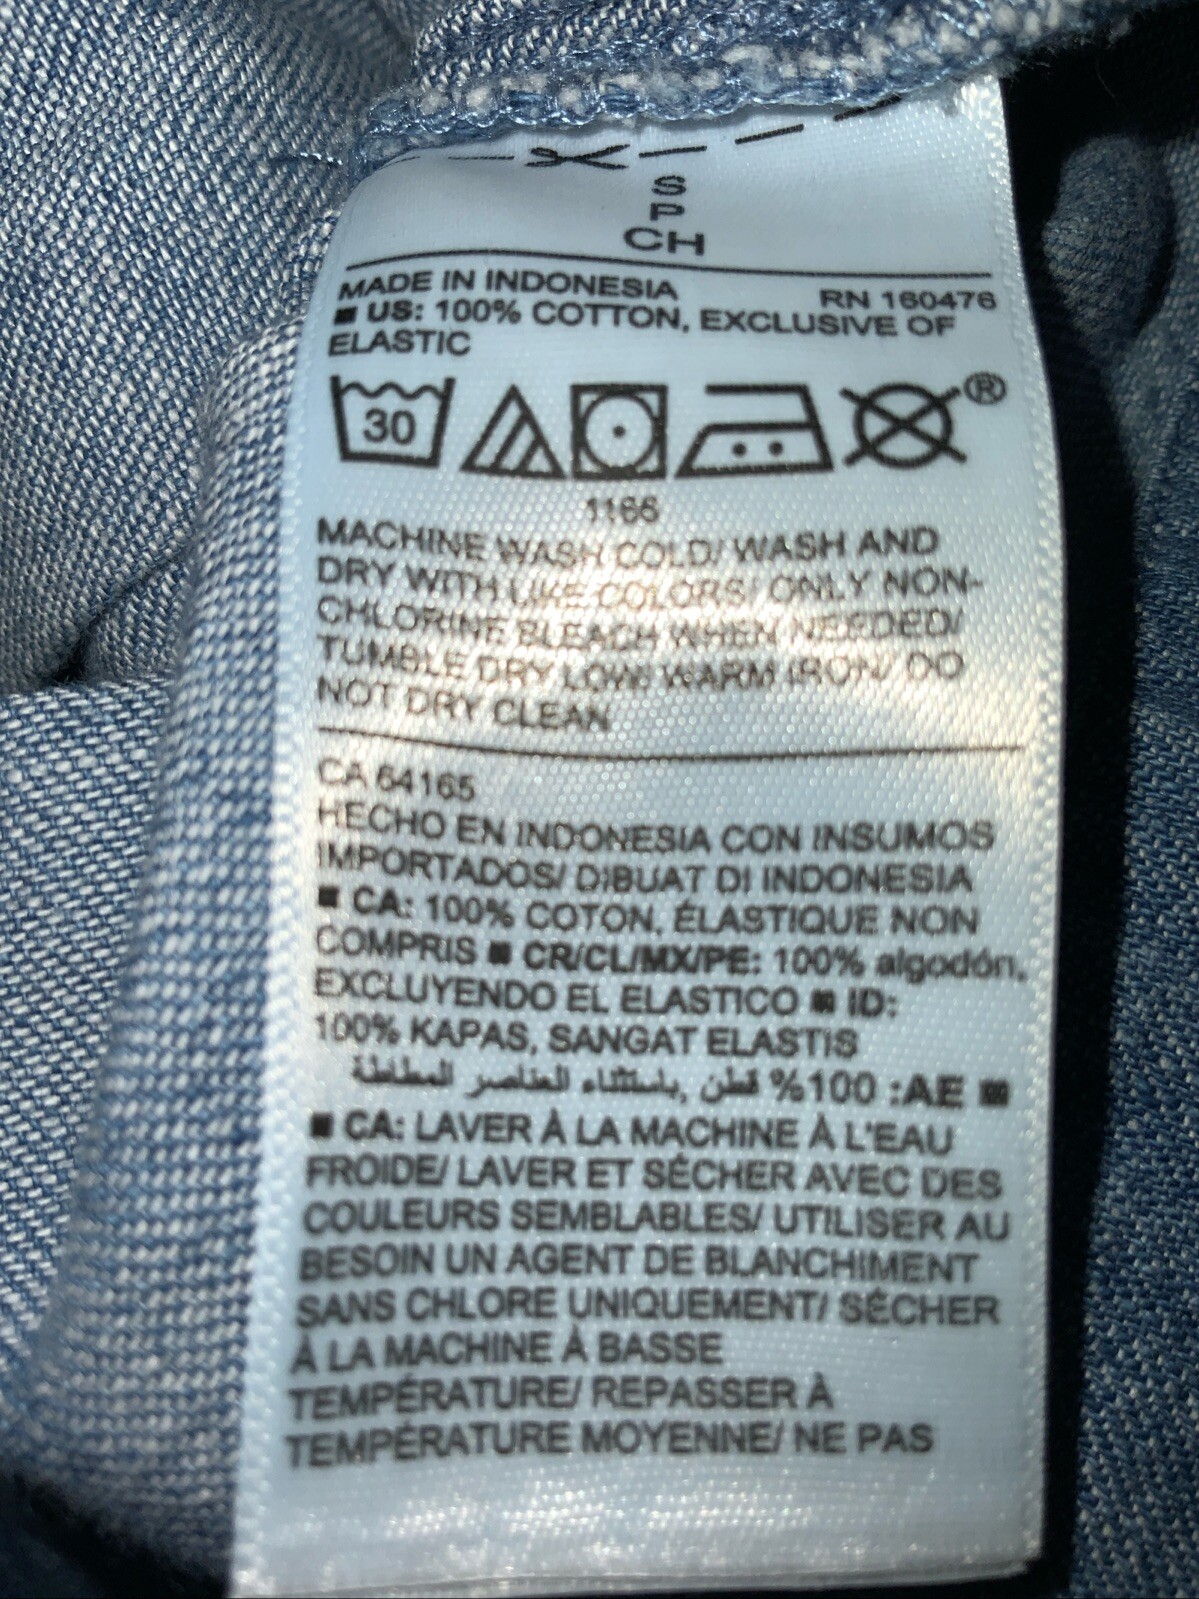 S
P
CH
MADE IN INDONESIA
RN 160476
■ US: 100% COTTON, EXCLUSIVE OF
ELASTIC
30
®
1166
MACHINE WASH COLD/ WASH AND
DRY WITH LIKE COLORS/ ONLY NON-
CHLORINE BLEACH WHEN NEEDED/
TUMBLE DRY LOW/ WARM IRON/ DO
NOT DRY CLEAN
CA 64165
HECHO EN INDONESIA CON INSUMOS
IMPORTADOS/ DIBUAT DI INDONESIA
■ CA: 100% COTON, ÉLASTIQUE NON
COMPRIS ■ CR/CL/MX/PE: 100% algodón,
EXCLUYENDO EL ELASTICO ■ ID:
100% KAPAS, SANGAT ELASTIS
■ AE: 100% قطن, باستثناء العناصر المطاطة
■ CA: LAVER À LA MACHINE À L'EAU
FROIDE/ LAVER ET SÉCHER AVEC DES
COULEURS SEMBLABLES/ UTILISER AU
BESOIN UN AGENT DE BLANCHIMENT
SANS CHLORE UNIQUEMENT/ SÉCHER
À LA MACHINE À BASSE
TEMPÉRATURE/ REPASSER À
TEMPÉRATURE MOYENNE/ NE PAS